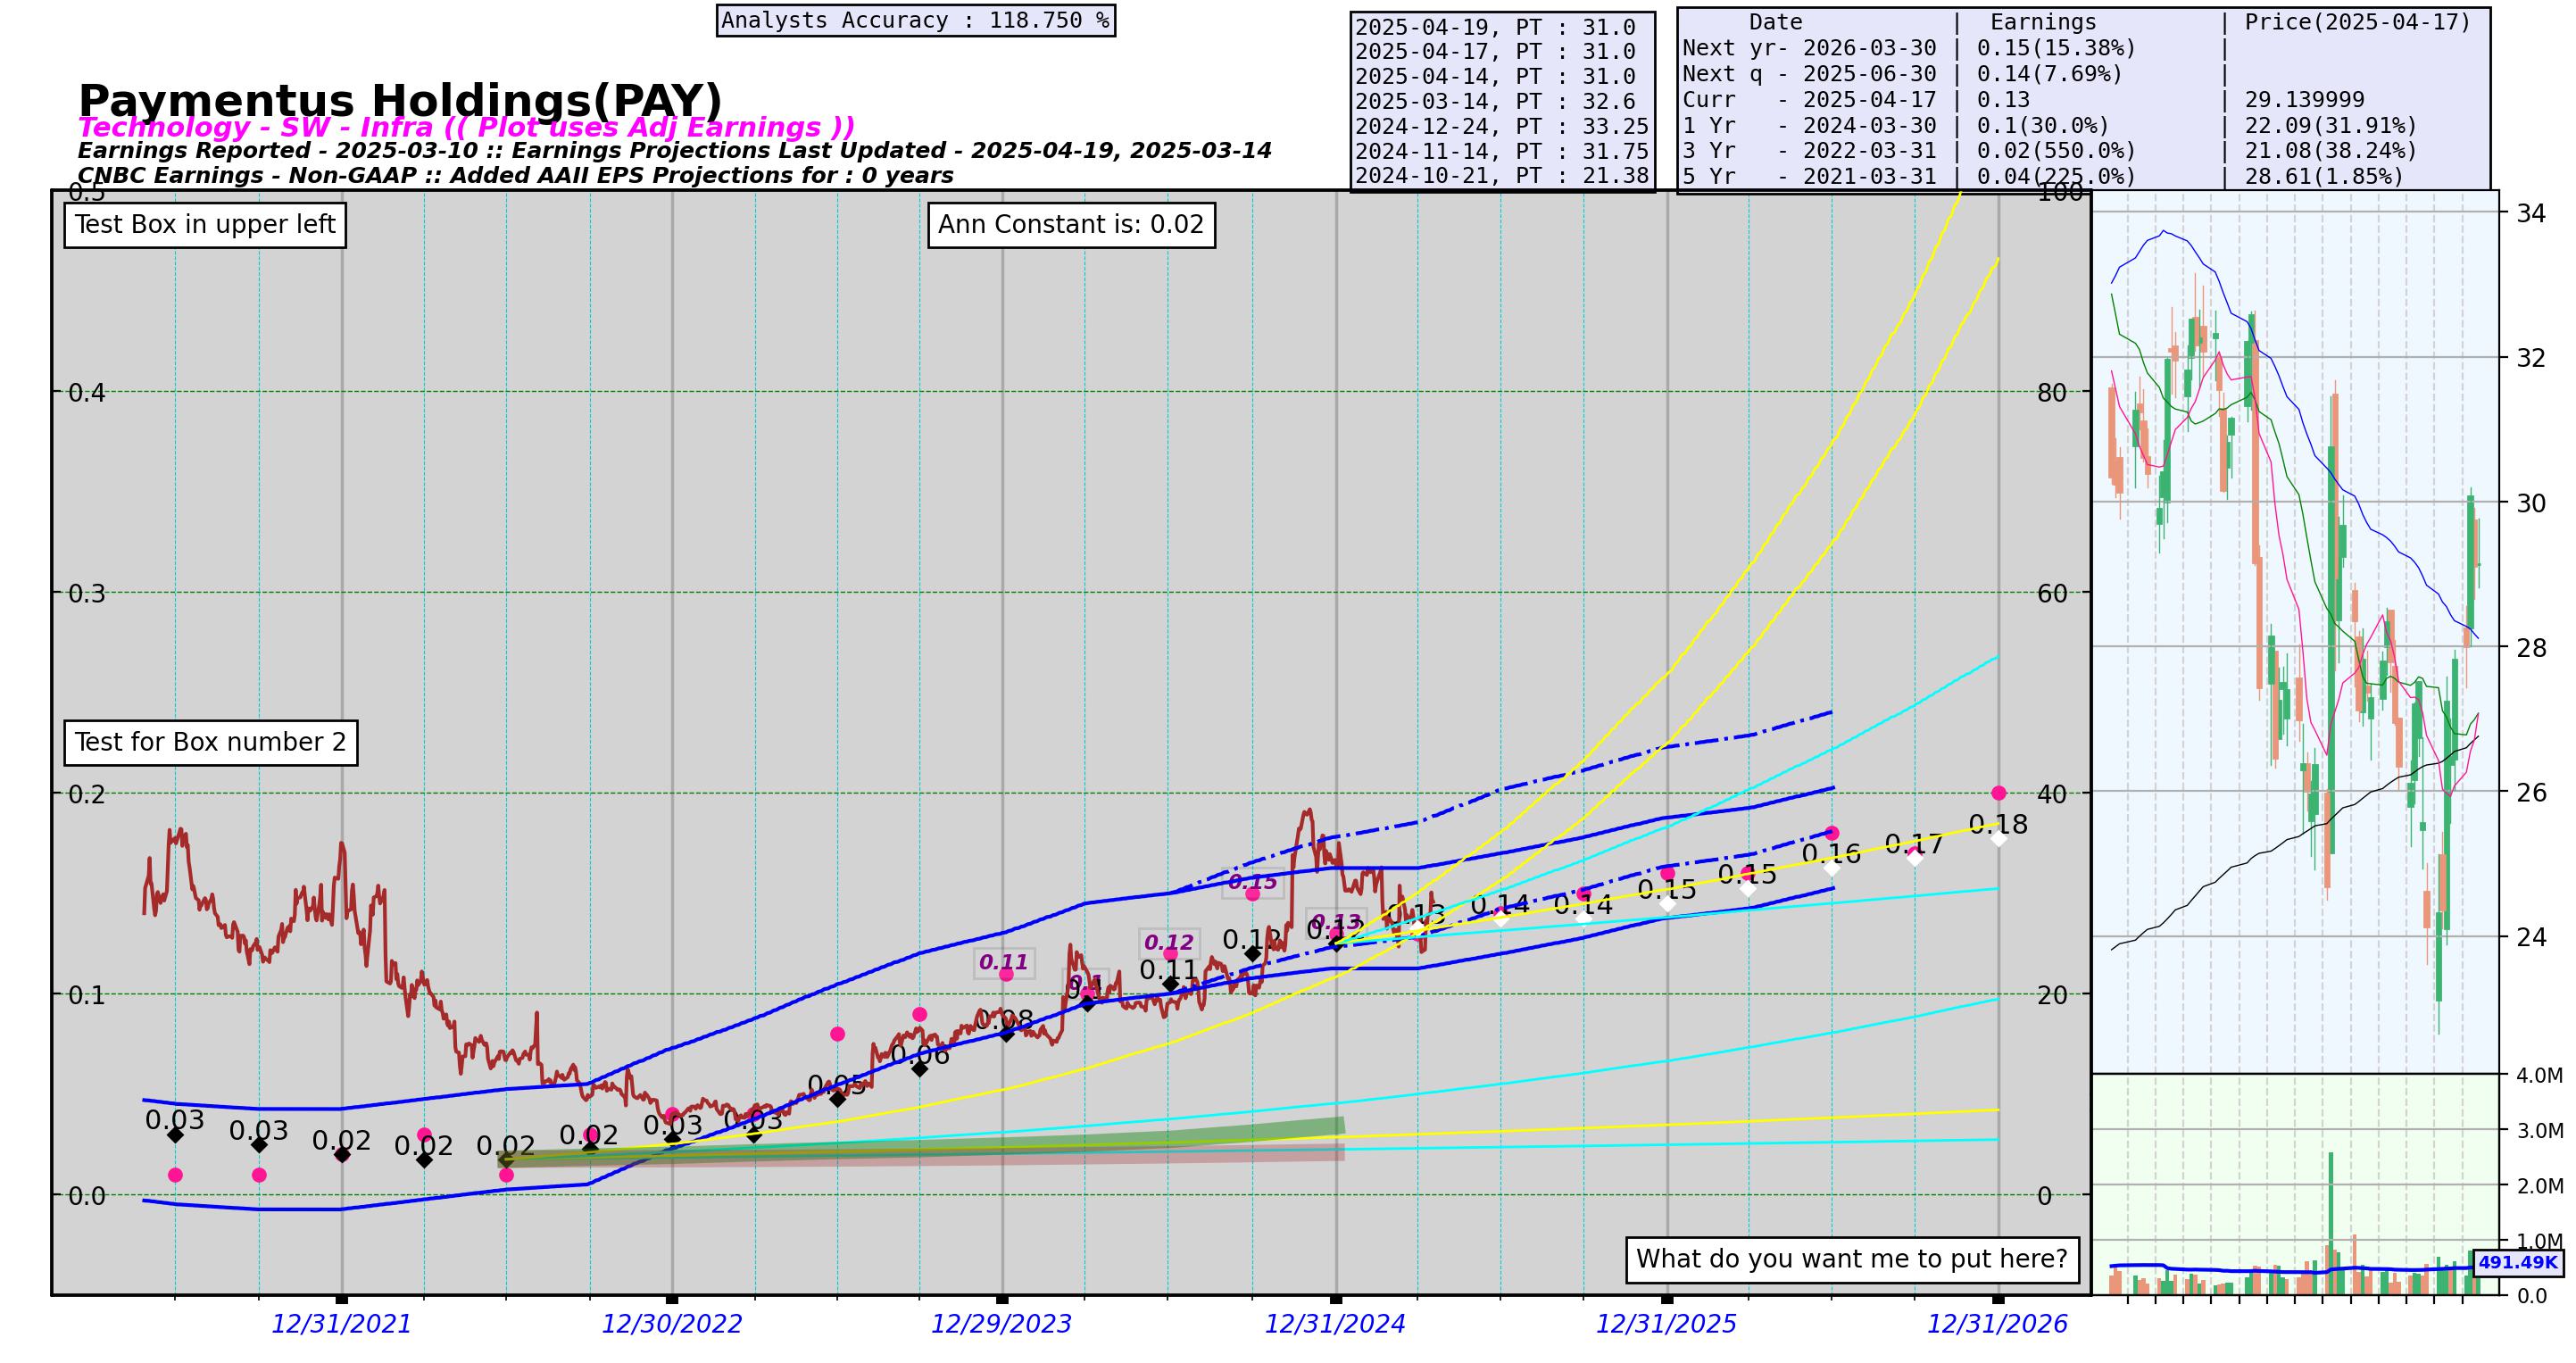 Analysts Accuracy : 118.750 %
2025-04-19, PT : 31.0
2025-04-17, PT : 31.0
2025-04-14, PT : 31.0
2025-03-14, PT : 32.6
2024-12-24, PT : 33.25
2024-11-14, PT : 31.75
2024-10-21, PT : 21.38
Date | Earnings | Price(2025-04-17)
Next yr- 2026-03-30 | 0.15(15.38%) |
Next q - 2025-06-30 | 0.14(7.69%) |
Curr - 2025-04-17 | 0.13 | 29.139999
1 Yr - 2024-03-30 | 0.1(30.0%) | 22.09(31.91%)
3 Yr - 2022-03-31 | 0.02(550.0%) | 21.08(38.24%)
5 Yr - 2021-03-31 | 0.04(225.0%) | 28.61(1.85%)
Paymentus Holdings(PAY)
Technology - SW - Infra (( Plot uses Adj Earnings ))
Earnings Reported - 2025-03-10 :: Earnings Projections Last Updated - 2025-04-19, 2025-03-14
CNBC Earnings - Non-GAAP :: Added AAII EPS Projections for : 0 years
0.5
0.4
0.3
0.2
0.1
0.0
Test Box in upper left
Ann Constant is: 0.02
Test for Box number 2
What do you want me to put here?
0.03
0.03
0.02
0.02
0.02
0.02
0.03
0.03
0.05
0.06
0.08
0.11
0.1
0.1
0.12
0.11
0.15
0.12
0.13
0.13
0.14
0.14
0.15
0.15
0.16
0.17
0.18
100
80
60
40
20
0
12/31/2021
12/30/2022
12/29/2023
12/31/2024
12/31/2025
12/31/2026
34
32
30
28
26
24
4.0M
3.0M
2.0M
1.0M
491.49K
0.0